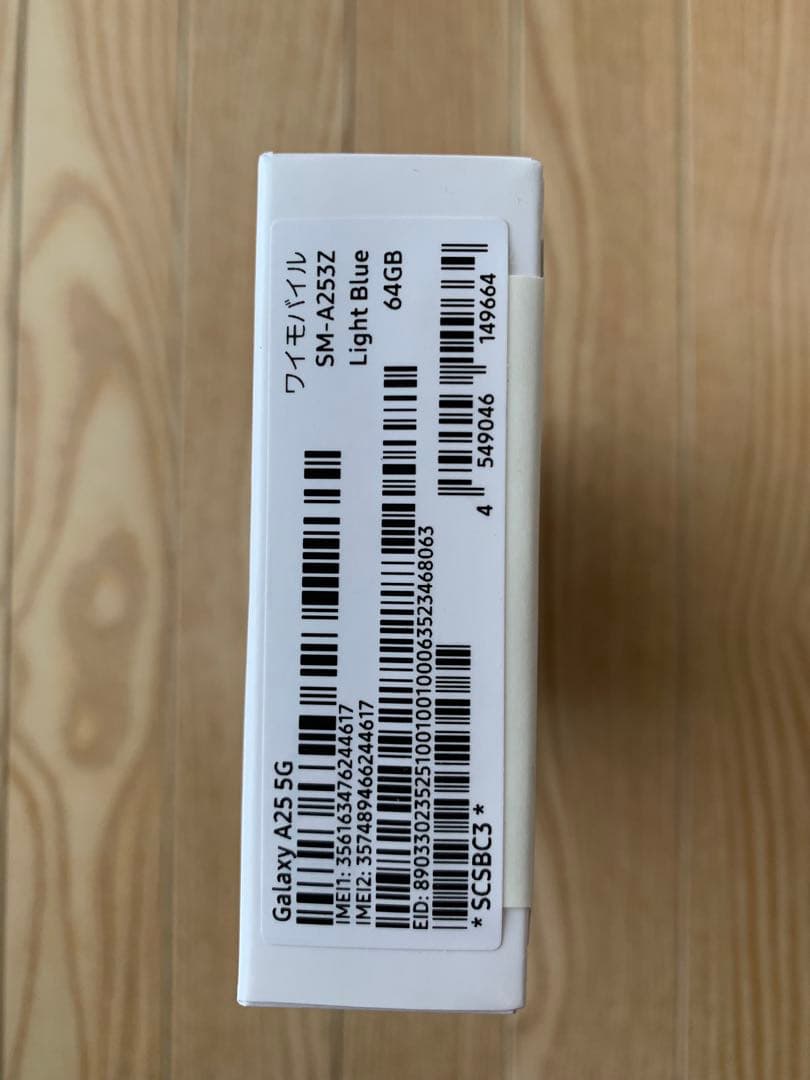 Galaxy A25 5G
ワイモバイル
SM-A253Z
Light Blue
64GB
IMEI1: 356163476244617
IMEI2: 357489466244617
EID: 89033023525100100100063523468063
4 549046 149664
* SCSBC3 *